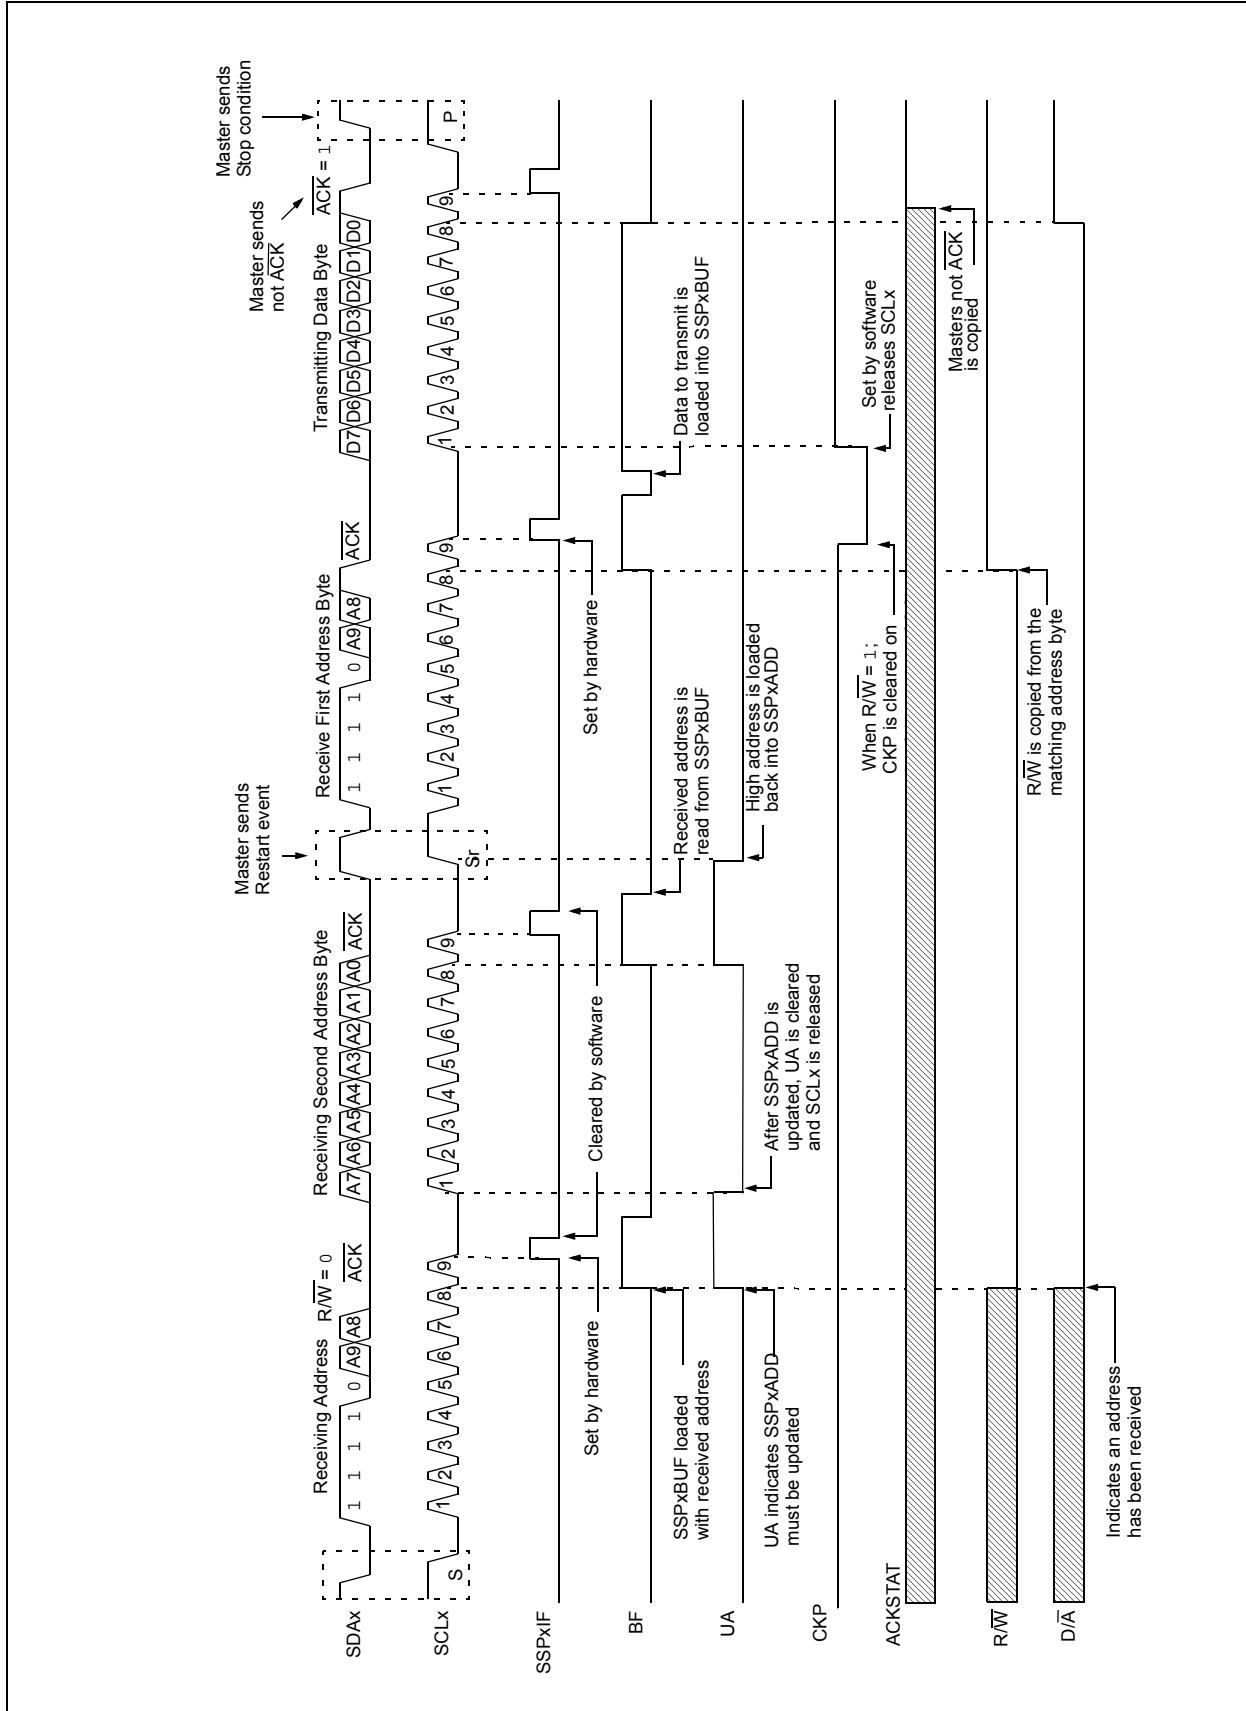 Master sends
Stop condition
Master sends
not A̅C̅K̅
Master sends
Restart event
Receiving Address
R/W̅ = 0
Receiving Second Address Byte
Receive First Address Byte
Transmitting Data Byte
A̅C̅K̅ = 1
SDAx
1 1 1 1 0 A9 A8
A̅C̅K̅
A7 A6 A5 A4 A3 A2 A1 A0
A̅C̅K̅
1 1 1 1 0 A9 A8
A̅C̅K̅
D7 D6 D5 D4 D3 D2 D1 D0
SCLx
S
1 2 3 4 5 6 7 8 9
1 2 3 4 5 6 7 8 9
Sr
1 2 3 4 5 6 7 8 9
1 2 3 4 5 6 7 8 9
P
SSPxIF
Set by hardware
Cleared by software
Set by hardware
BF
SSPxBUF loaded
with received address
Received address is
read from SSPxBUF
Data to transmit is
loaded into SSPxBUF
UA
UA indicates SSPxADD
must be updated
After SSPxADD is
updated, UA is cleared
and SCLx is released
High address is loaded
back into SSPxADD
CKP
When R/W̅ = 1;
CKP is cleared on
Set by software
releases SCLx
ACKSTAT
Masters not A̅C̅K̅
is copied
R/W̅
R/W̅ is copied from the
matching address byte
D/A̅
Indicates an address
has been received